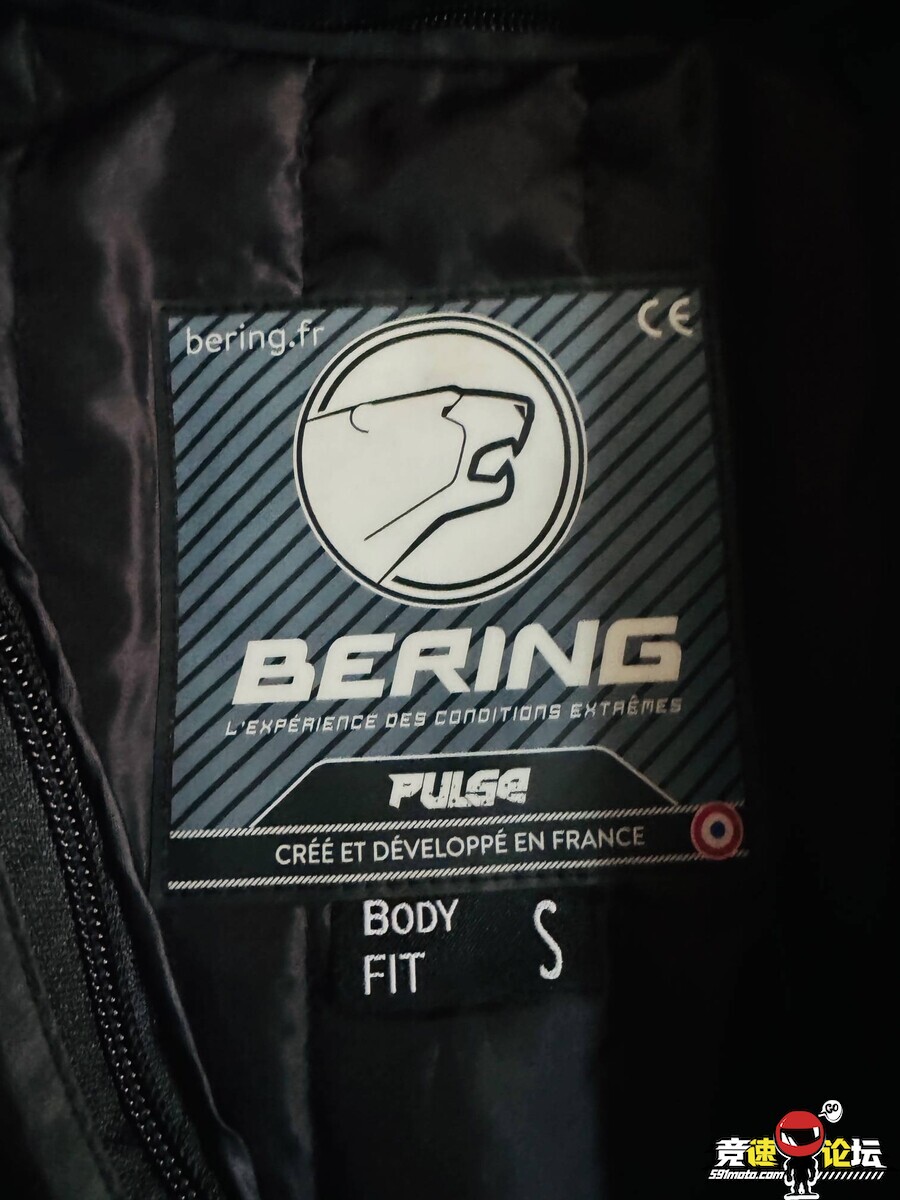 bering.fr
CE
BERING
L'EXPÉRIENCE DES CONDITIONS EXTRÊMES
PULSE
CRÉÉ ET DÉVELOPPÉ EN FRANCE
BODY
FIT
S
GO
竞速论坛
591moto.com